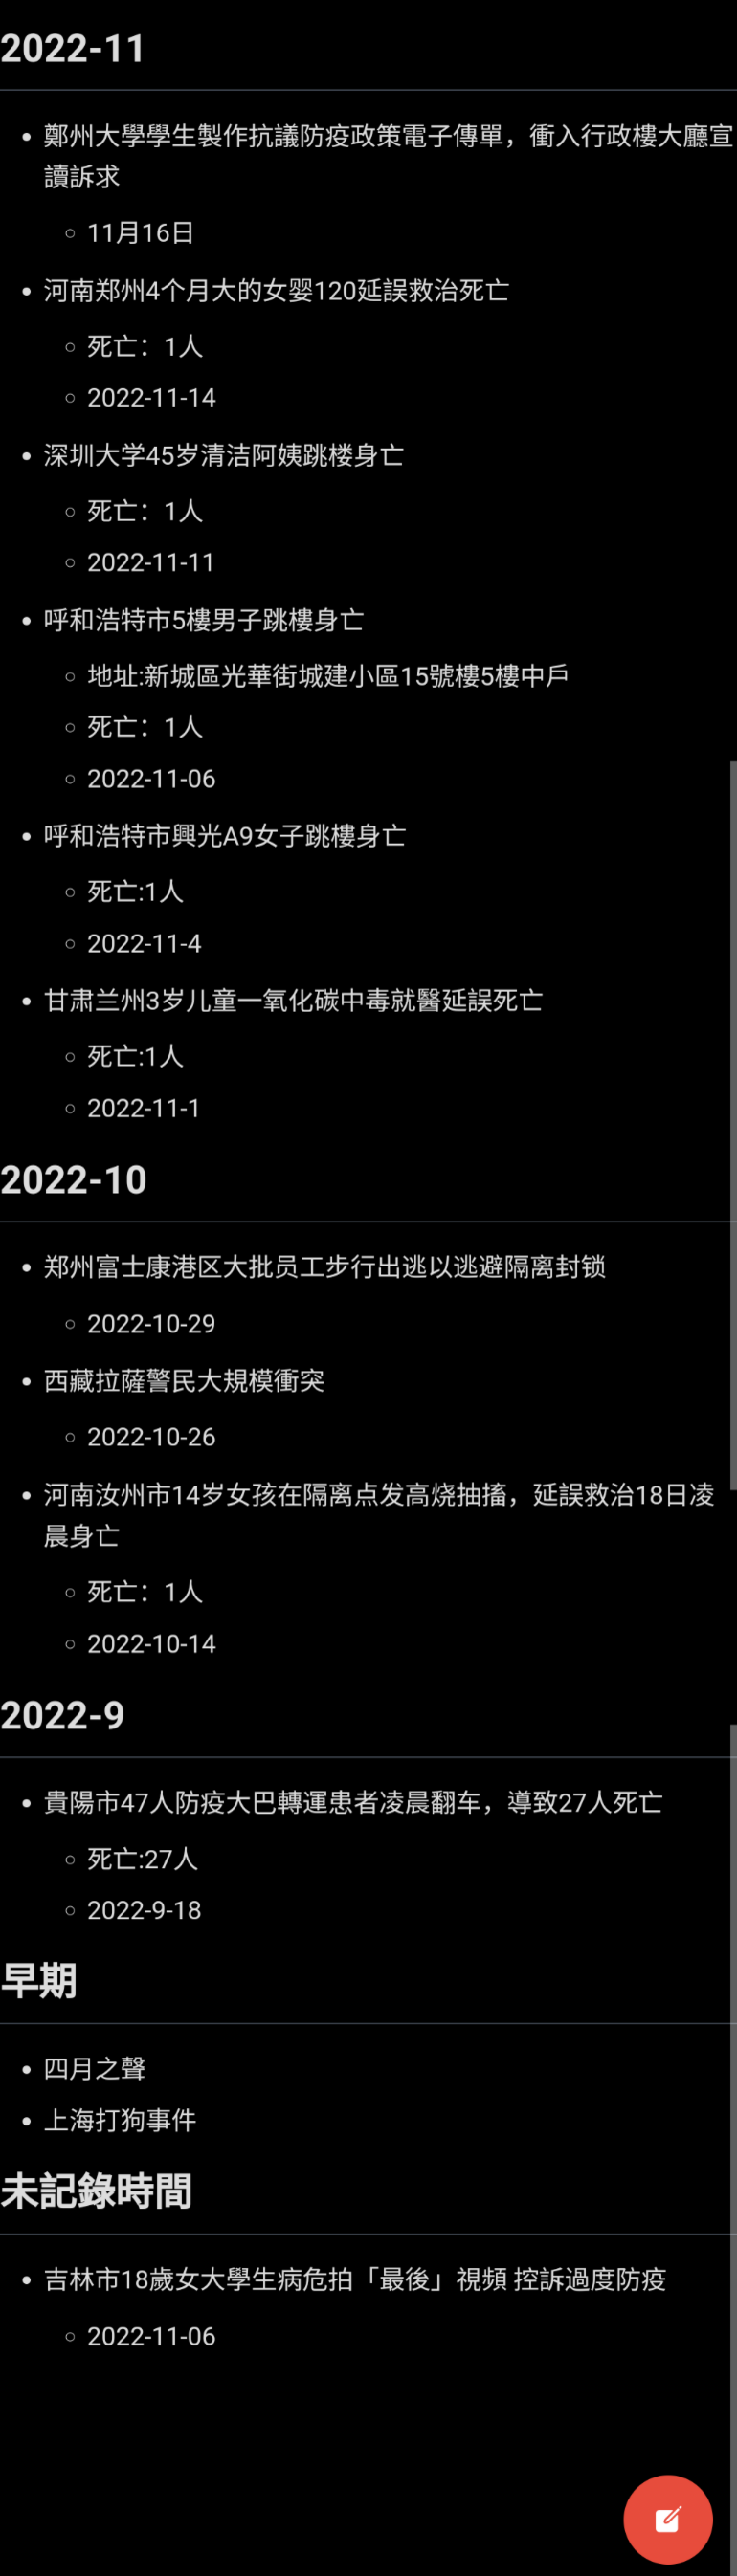 2022-11
鄭州大學學生製作抗議防疫政策電子傳單，衝入行政樓大廳宣
讀訴求
11月16日
河南郑州4个月大的女婴120延誤救治死亡
死亡：1人
2022-11-14
深圳大学45岁清洁阿姨跳楼身亡
死亡：1人
2022-11-11
呼和浩特市5樓男子跳樓身亡
地址:新城區光華街城建小區15號樓5樓中戶
死亡：1人
2022-11-06
呼和浩特市興光A9女子跳樓身亡
死亡:1人
2022-11-4
甘肃兰州3岁儿童一氧化碳中毒就醫延誤死亡
死亡:1人
2022-11-1
2022-10
郑州富士康港区大批员工步行出逃以逃避隔离封锁
2022-10-29
西藏拉薩警民大規模衝突
2022-10-26
河南汝州市14岁女孩在隔离点发高烧抽搐，延誤救治18日凌
晨身亡
死亡：1人
2022-10-14
2022-9
貴陽市47人防疫大巴轉運患者凌晨翻车，導致27人死亡
死亡:27人
2022-9-18
早期
四月之聲
上海打狗事件
未記錄時間
吉林市18歲女大學生病危拍「最後」視頻 控訴過度防疫
2022-11-06